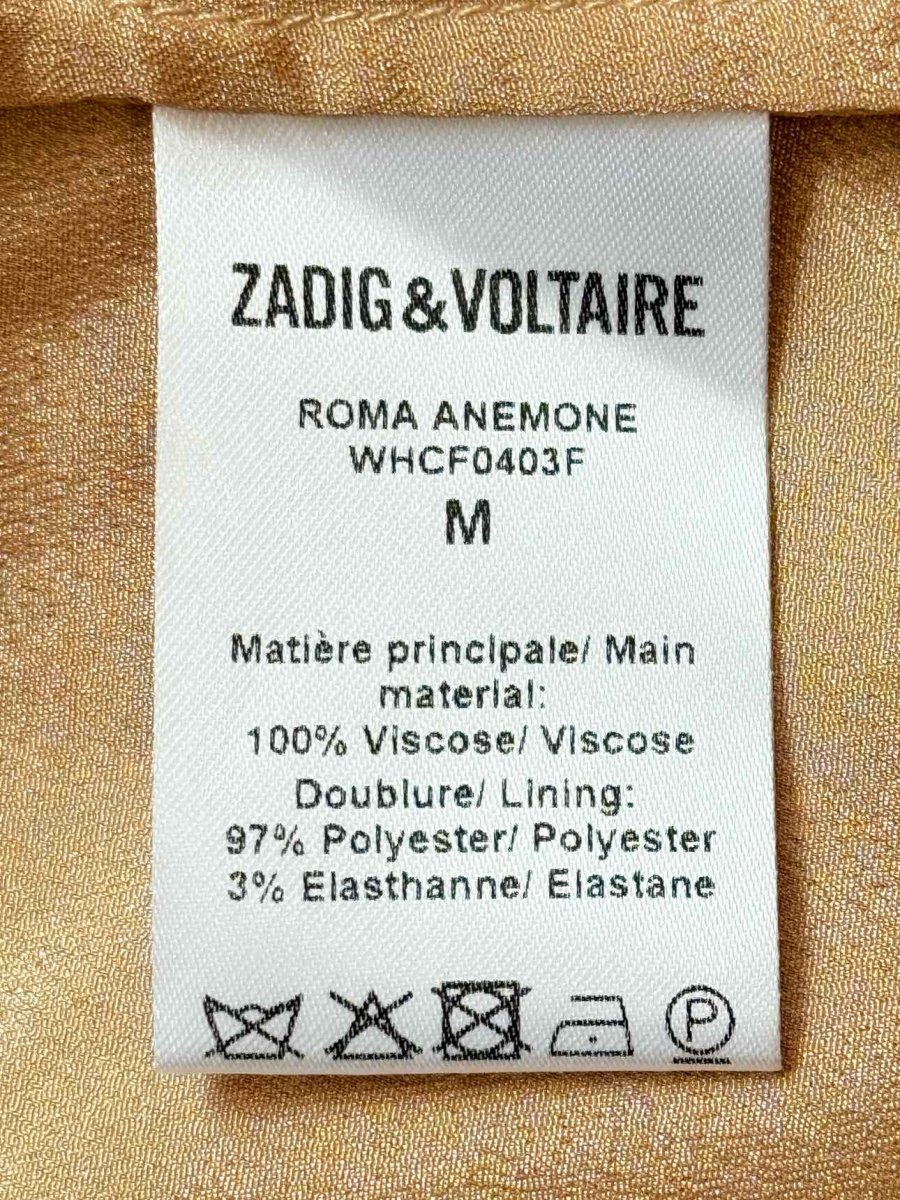 ZADIG&VOLTAIRE
ROMA ANEMONE
WHCF0403F
M
Matière principale/ Main
material:
100% Viscose/ Viscose
Doublure/ Lining:
97% Polyester/ Polyester
3% Elasthanne/ Elastane
P